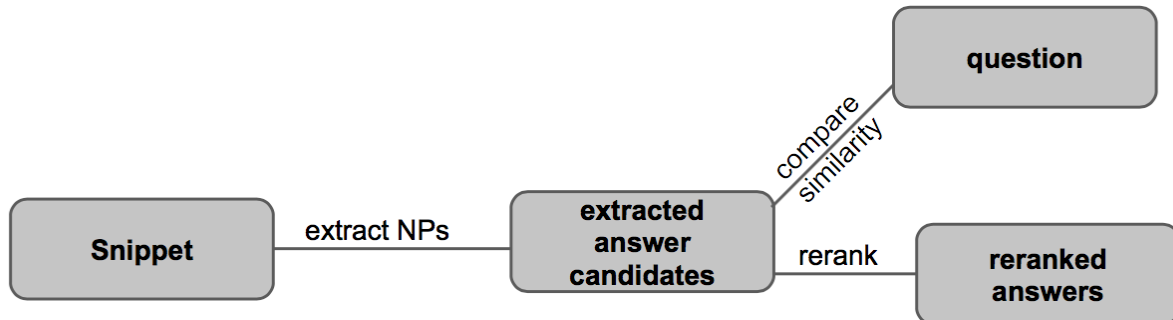 question
compare
similarity
Snippet
extract NPs
extracted
answer
candidates
rerank
reranked
answers